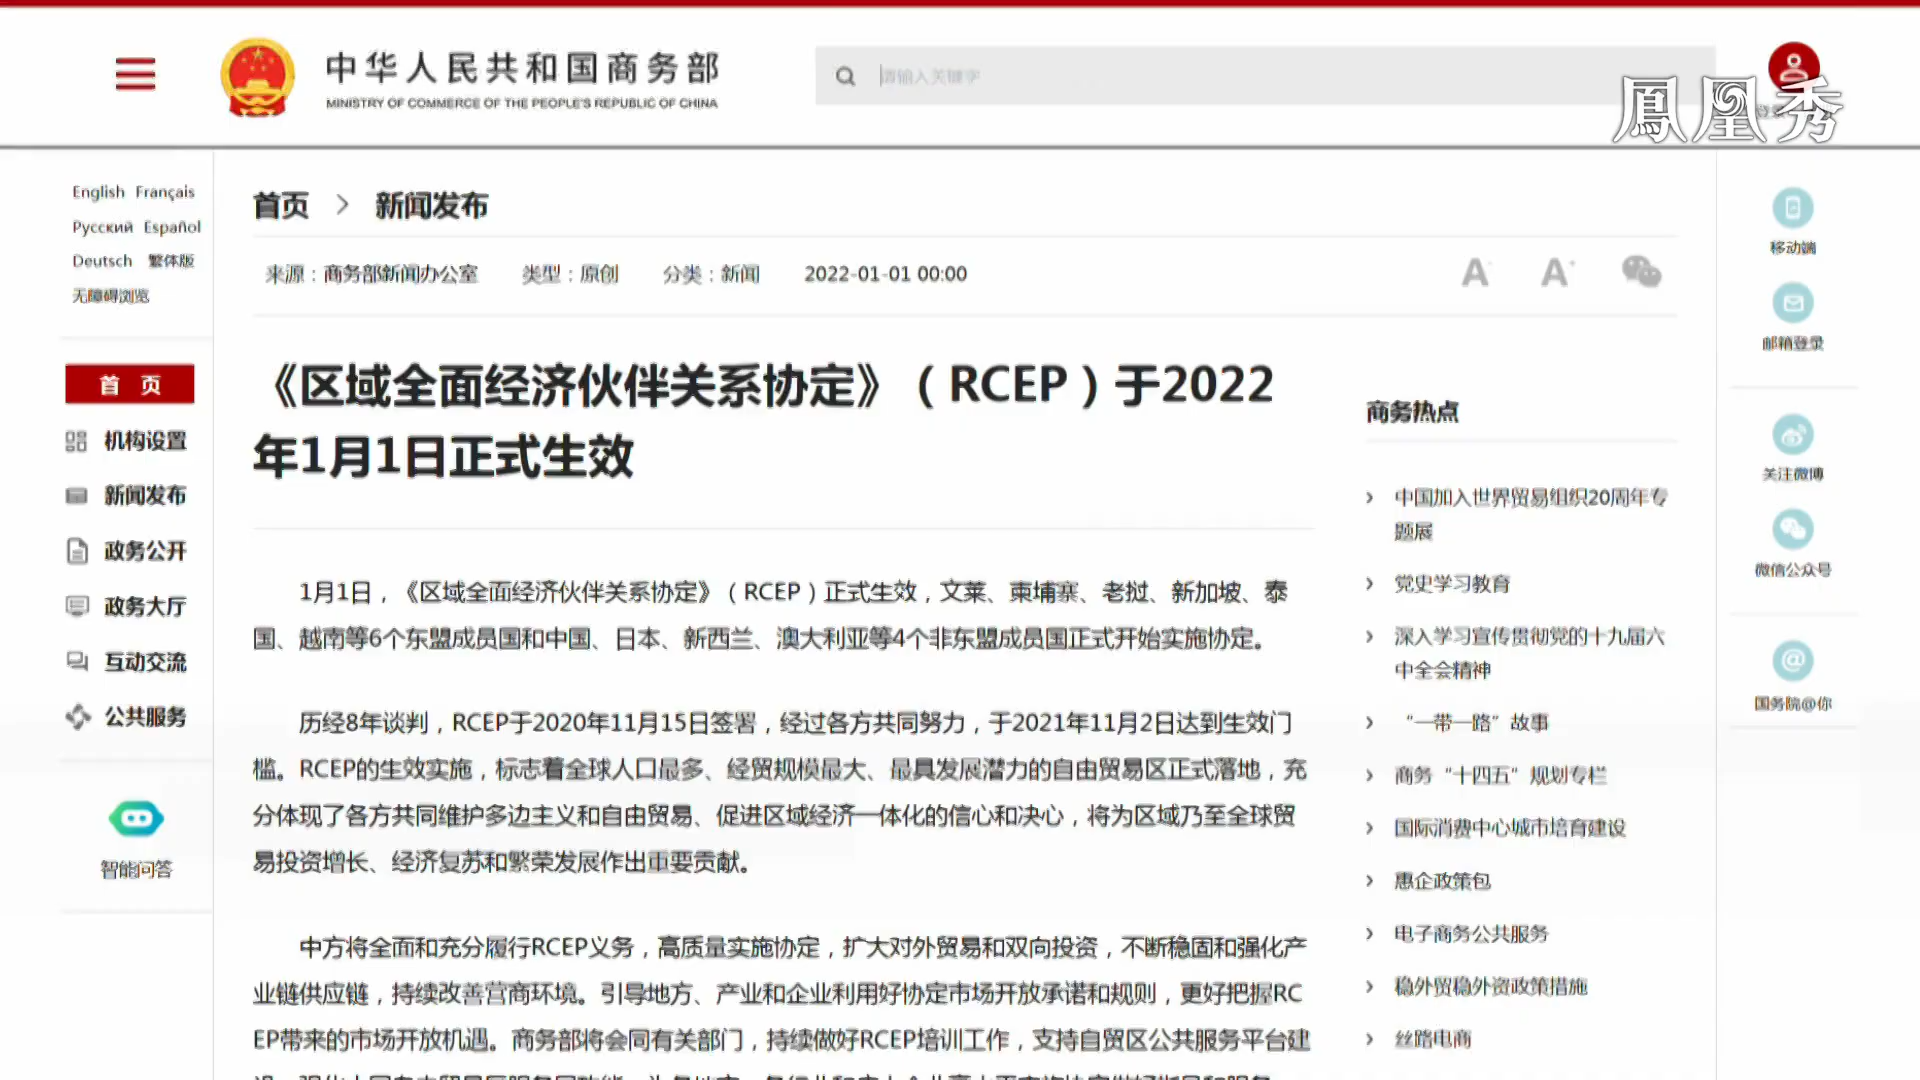 中华人民共和国商务部
MINISTRY OF COMMERCE OF THE PEOPLE'S REPUBLIC OF CHINA
请输入关键字
鳳凰秀
English Français
Русский Español
Deutsch 繁体版
无障碍浏览
首 页
机构设置
新闻发布
政务公开
政务大厅
互动交流
公共服务
智能问答
首页 > 新闻发布
来源：商务部新闻办公室 类型：原创 分类：新闻 2022-01-01 00:00
A- A+
《区域全面经济伙伴关系协定》（RCEP）于2022
年1月1日正式生效
1月1日，《区域全面经济伙伴关系协定》（RCEP）正式生效，文莱、柬埔寨、老挝、新加坡、泰
国、越南等6个东盟成员国和中国、日本、新西兰、澳大利亚等4个非东盟成员国正式开始实施协定。
历经8年谈判，RCEP于2020年11月15日签署，经过各方共同努力，于2021年11月2日达到生效门
槛。RCEP的生效实施，标志着全球人口最多、经贸规模最大、最具发展潜力的自由贸易区正式落地，充
分体现了各方共同维护多边主义和自由贸易、促进区域经济一体化的信心和决心，将为区域乃至全球贸
易投资增长、经济复苏和繁荣发展作出重要贡献。
中方将全面和充分履行RCEP义务，高质量实施协定，扩大对外贸易和双向投资，不断稳固和强化产
业链供应链，持续改善营商环境。引导地方、产业和企业利用好协定市场开放承诺和规则，更好把握RC
EP带来的市场开放机遇。商务部将会同有关部门，持续做好RCEP培训工作，支持自贸区公共服务平台建
商务热点
› 中国加入世界贸易组织20周年专
题展
› 党史学习教育
› 深入学习宣传贯彻党的十九届六
中全会精神
› “一带一路”故事
› 商务“十四五”规划专栏
› 国际消费中心城市培育建设
› 惠企政策包
› 电子商务公共服务
› 稳外贸稳外资政策措施
› 丝路电商
移动端
邮箱登录
关注微博
微信公众号
国务院@你